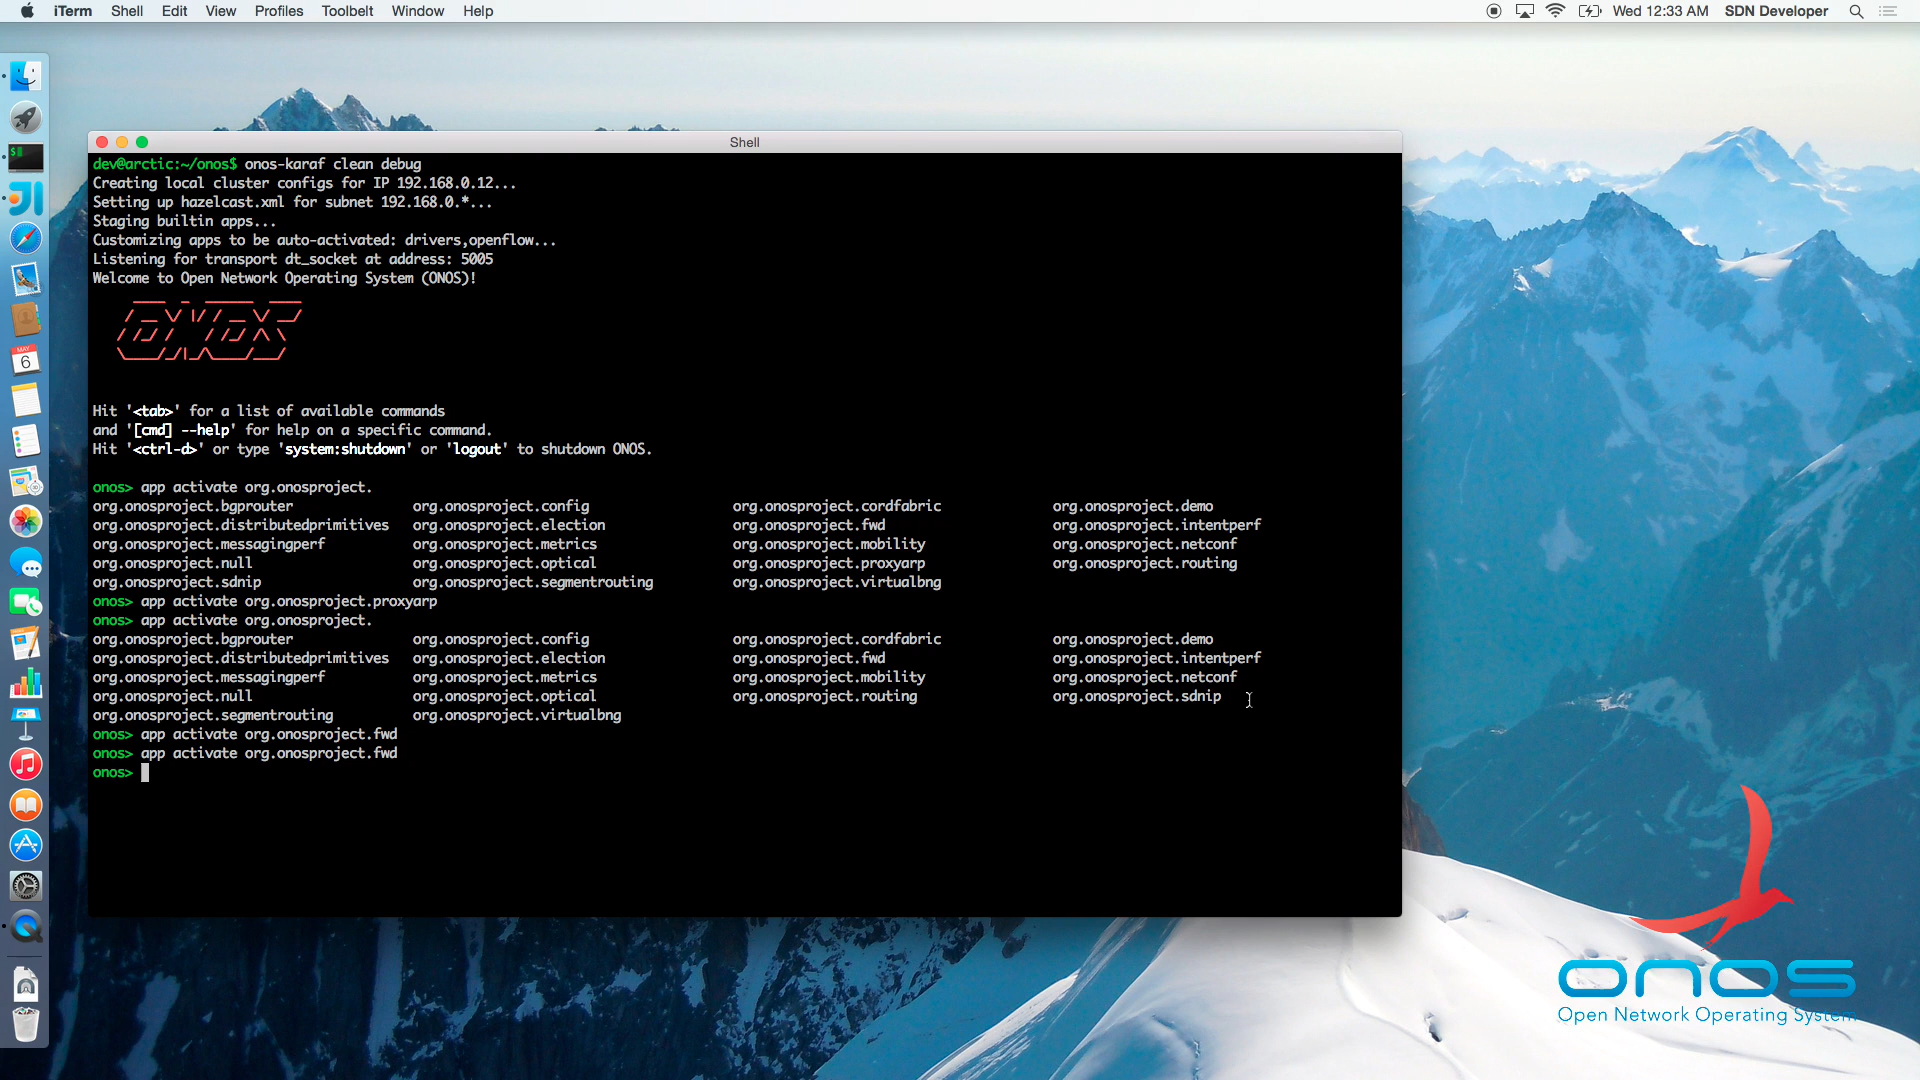 iTerm Shell Edit View Profiles Toolbelt Window Help Wed 12:33 AM SDN Developer
Shell
dev@arctic:~/onos$ onos-karaf clean debug
Creating local cluster configs for IP 192.168.0.12...
Setting up hazelcast.xml for subnet 192.168.0.*...
Staging builtin apps...
Customizing apps to be auto-activated: drivers,openflow...
Listening for transport dt_socket at address: 5005
Welcome to Open Network Operating System (ONOS)!
Hit '<tab>' for a list of available commands
and '[cmd] --help' for help on a specific command.
Hit '<ctrl-d>' or type 'system:shutdown' or 'logout' to shutdown ONOS.
onos> app activate org.onosproject.
org.onosproject.bgprouter org.onosproject.config org.onosproject.cordfabric org.onosproject.demo
org.onosproject.distributedprimitives org.onosproject.election org.onosproject.fwd org.onosproject.intentperf
org.onosproject.messagingperf org.onosproject.metrics org.onosproject.mobility org.onosproject.netconf
org.onosproject.null org.onosproject.optical org.onosproject.proxyarp org.onosproject.routing
org.onosproject.sdnip org.onosproject.segmentrouting org.onosproject.virtualbng
onos> app activate org.onosproject.proxyarp
onos> app activate org.onosproject.
org.onosproject.bgprouter org.onosproject.config org.onosproject.cordfabric org.onosproject.demo
org.onosproject.distributedprimitives org.onosproject.election org.onosproject.fwd org.onosproject.intentperf
org.onosproject.messagingperf org.onosproject.metrics org.onosproject.mobility org.onosproject.netconf
org.onosproject.null org.onosproject.optical org.onosproject.routing org.onosproject.sdnip
org.onosproject.segmentrouting org.onosproject.virtualbng
onos> app activate org.onosproject.fwd
onos> app activate org.onosproject.fwd
onos>
MAY
6
onos
Open Network Operating System